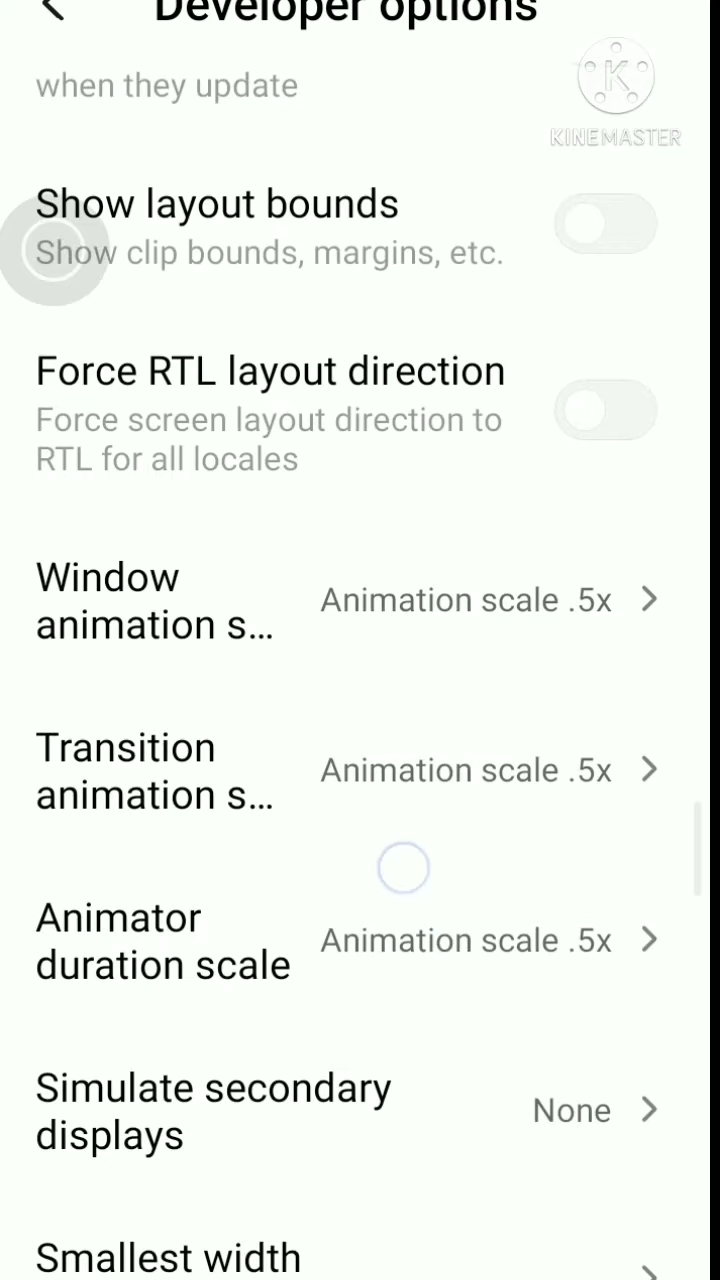 Developer options
when they update
K
KINEMASTER
Show layout bounds
Show clip bounds, margins, etc.
Force RTL layout direction
Force screen layout direction to
RTL for all locales
Window
animation s...
Animation scale .5x
Transition
animation s...
Animation scale .5x
Animator
duration scale
Animation scale .5x
Simulate secondary
displays
None
Smallest width